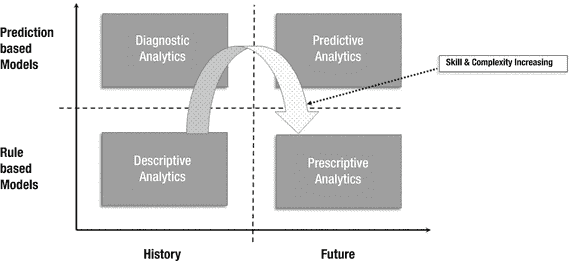 Prediction
based
Models
Diagnostic
Analytics
Predictive
Analytics
Skill & Complexity Increasing
Rule
based
Models
Descriptive
Analytics
Prescriptive
Analytics
History
Future